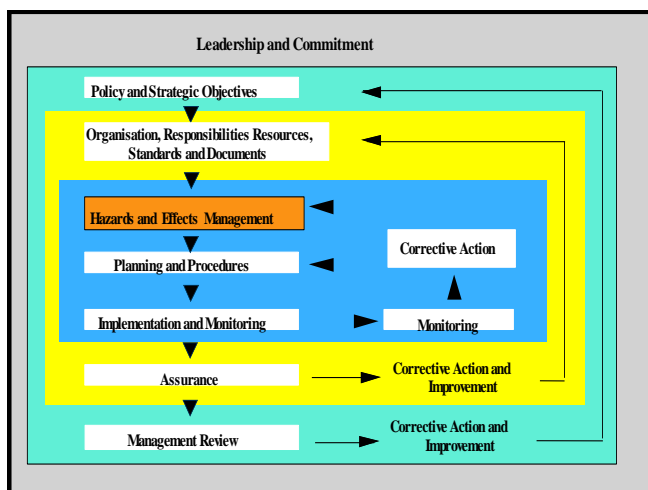 Leadership and Commitment
Policy and Strategic Objectives
Organisation, Responsibilities Resources,
Standards and Documents
Hazards and Effects Management
Planning and Procedures
Corrective Action
Implementation and Monitoring
Monitoring
Assurance
Corrective Action and
Improvement
Management Review
Corrective Action and
Improvement